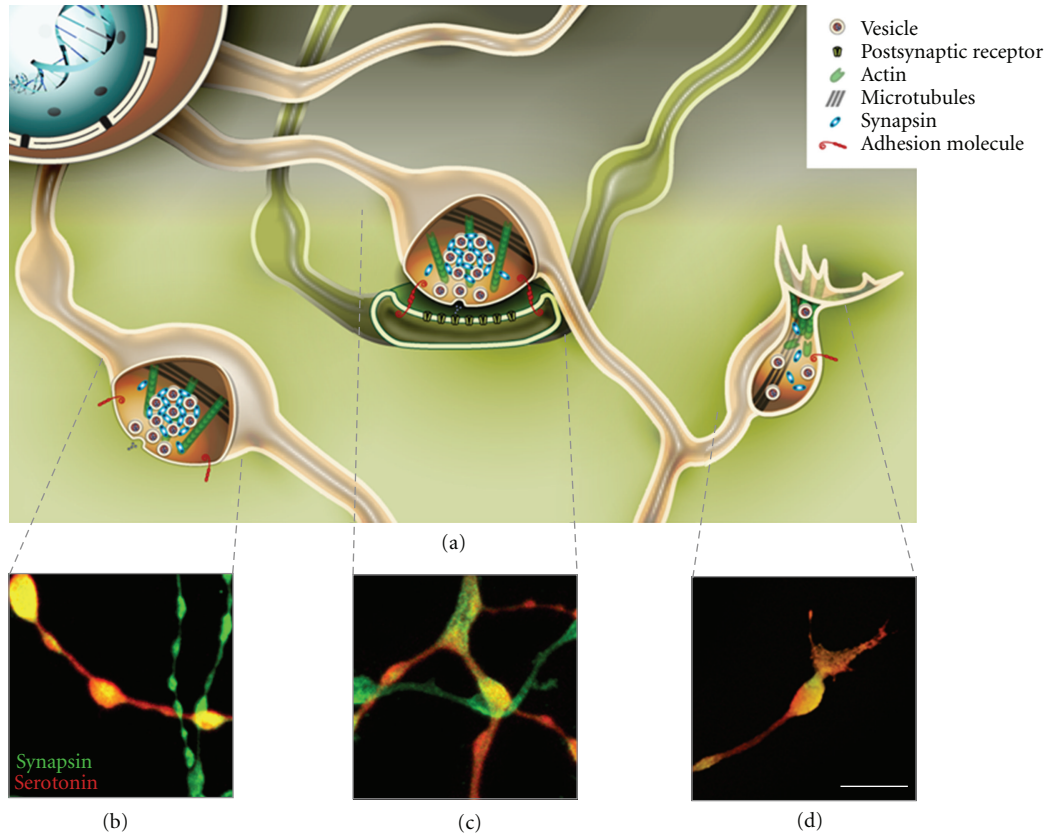 Vesicle
Postsynaptic receptor
Actin
Microtubules
Synapsin
Adhesion molecule
(a)
Synapsin
Serotonin
(b)
(c)
(d)